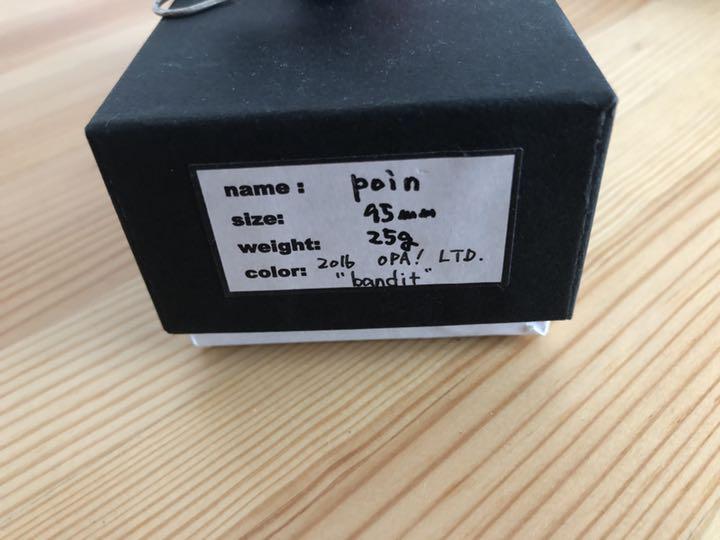 name: poin
size: 95mm
weight: 25g
color: 2016 OPA! LTD.
"bandit"